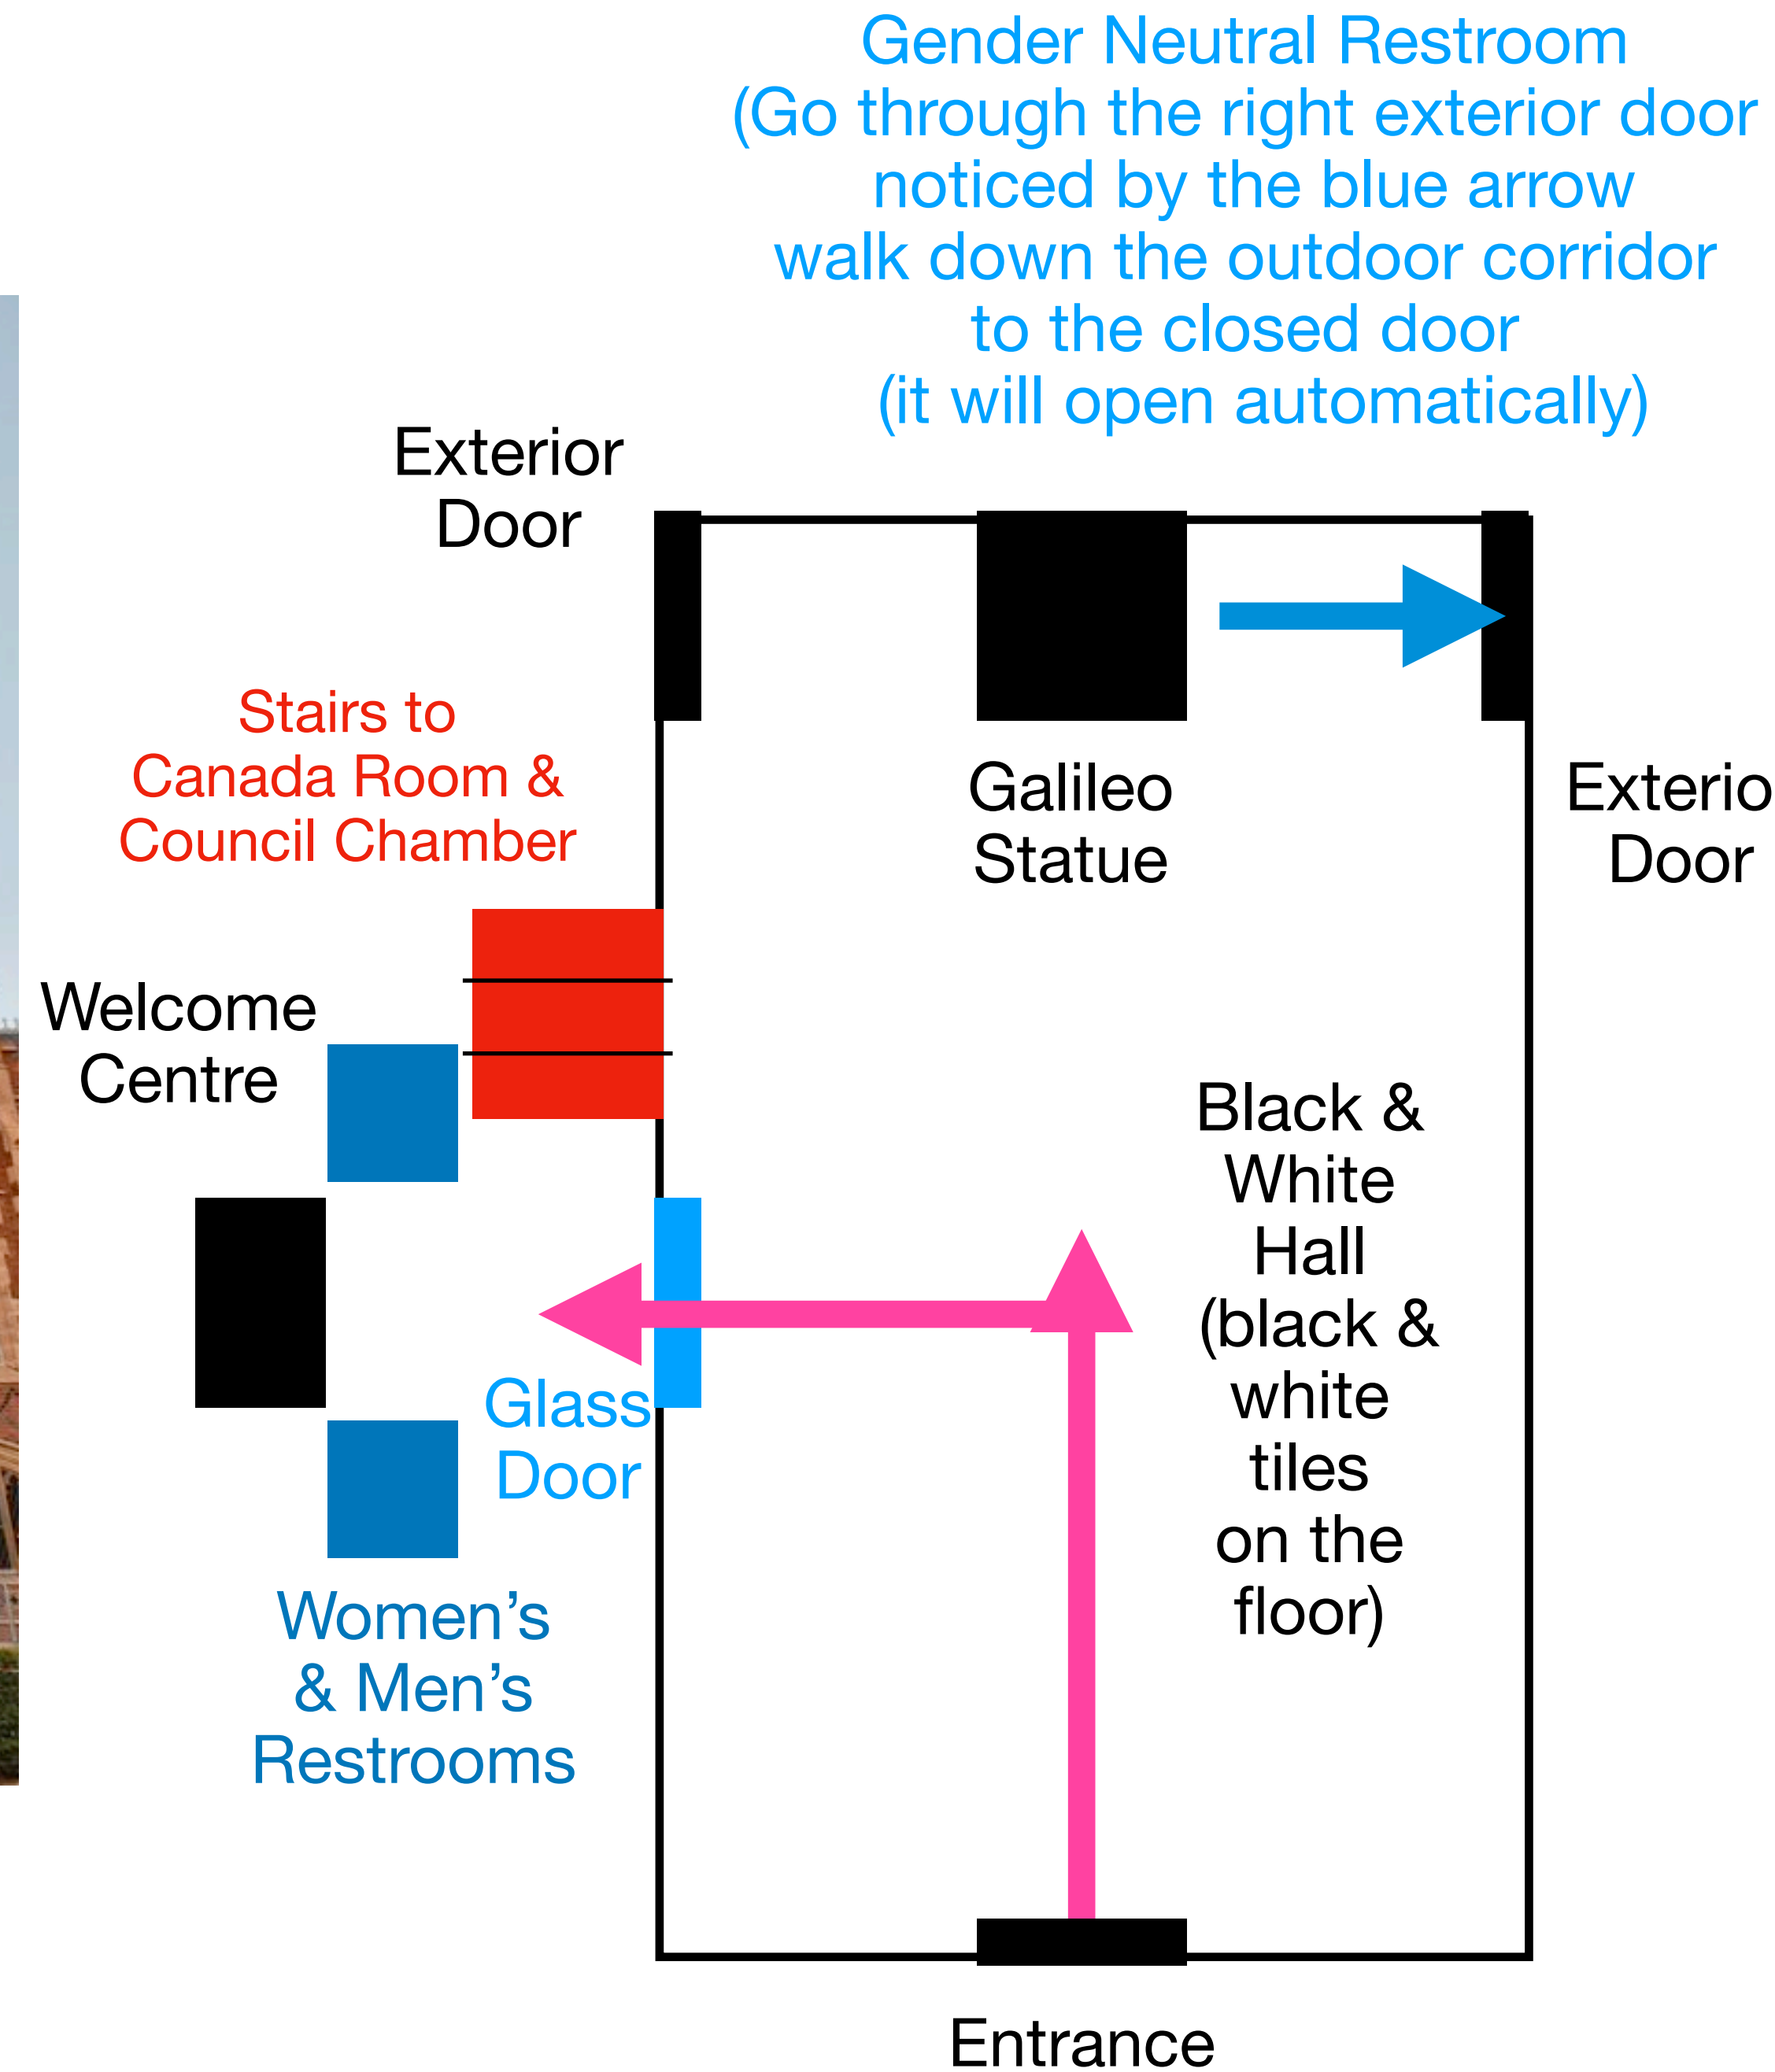 Gender Neutral Restroom
(Go through the right exterior door
noticed by the blue arrow
walk down the outdoor corridor
to the closed door
(it will open automatically)
Exterior
Door
Stairs to
Canada Room &
Council Chamber
Galileo
Statue
Exterio
Door
Welcome
Centre
Black &
White
Hall
(black &
white
tiles
on the
floor)
Glass
Door
Women’s
& Men’s
Restrooms
Entrance